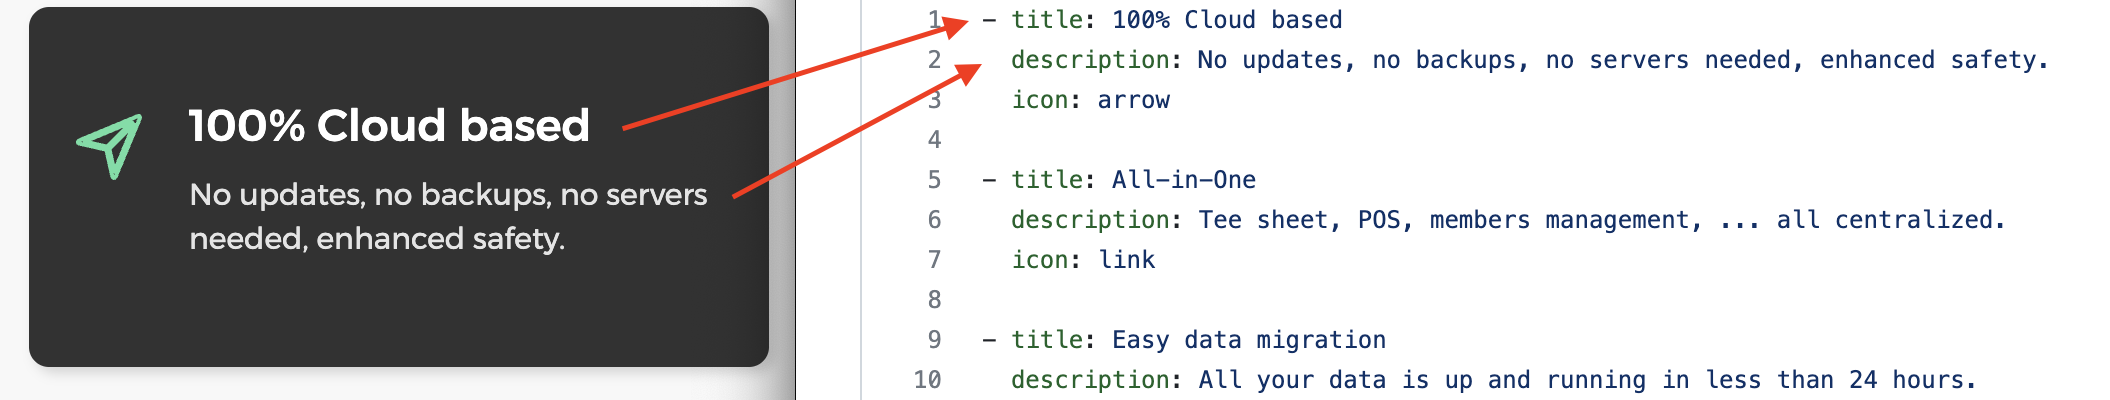 100% Cloud based
No updates, no backups, no servers
needed, enhanced safety.
1 - title: 100% Cloud based
2 description: No updates, no backups, no servers needed, enhanced safety.
3 icon: arrow
4
5 - title: All-in-One
6 description: Tee sheet, POS, members management, ... all centralized.
7 icon: link
8
9 - title: Easy data migration
10 description: All your data is up and running in less than 24 hours.